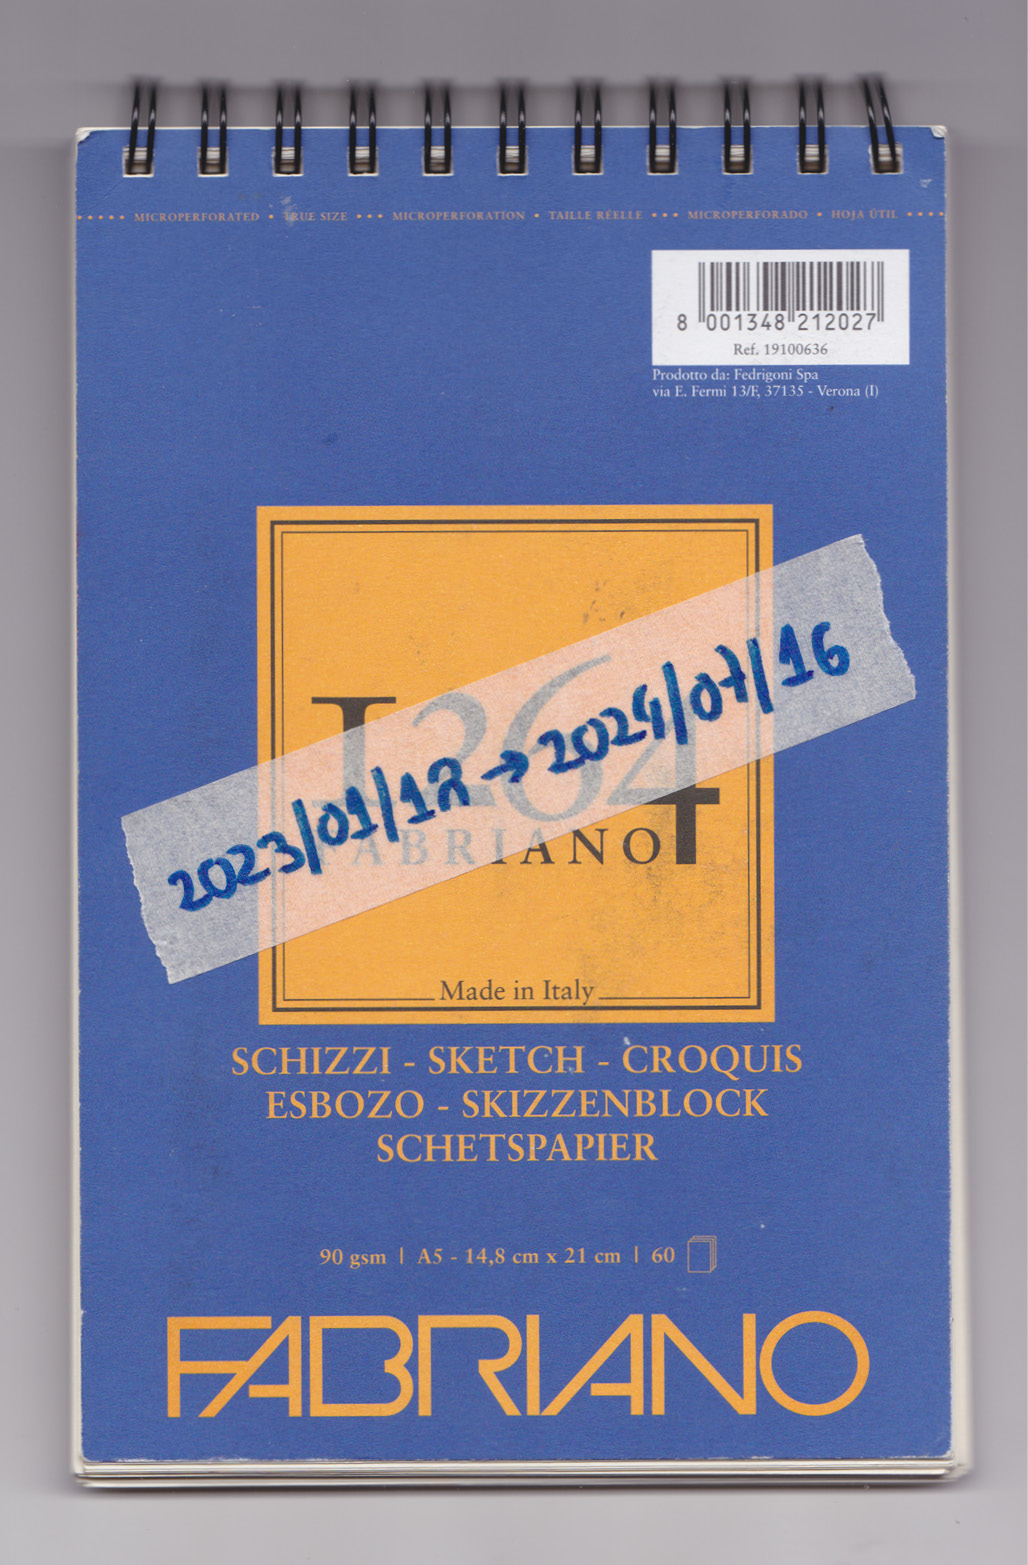 MICROPERFORATED • TRUE SIZE • • • MICROPERFORATION • TAILLE RÉELLE • • • MICROPERFORADO • HOJA ÚTIL
8 001348 212027
Ref. 19100636
Prodotto da: Fedrigoni Spa
via E. Fermi 13/F, 37135 - Verona (I)
1264
2023/01/18 → 2024/07/16
FABRIANO
Made in Italy
SCHIZZI - SKETCH - CROQUIS
ESBOZO - SKIZZENBLOCK
SCHETSPAPIER
90 gsm | A5 - 14,8 cm x 21 cm | 60
FABRIANO